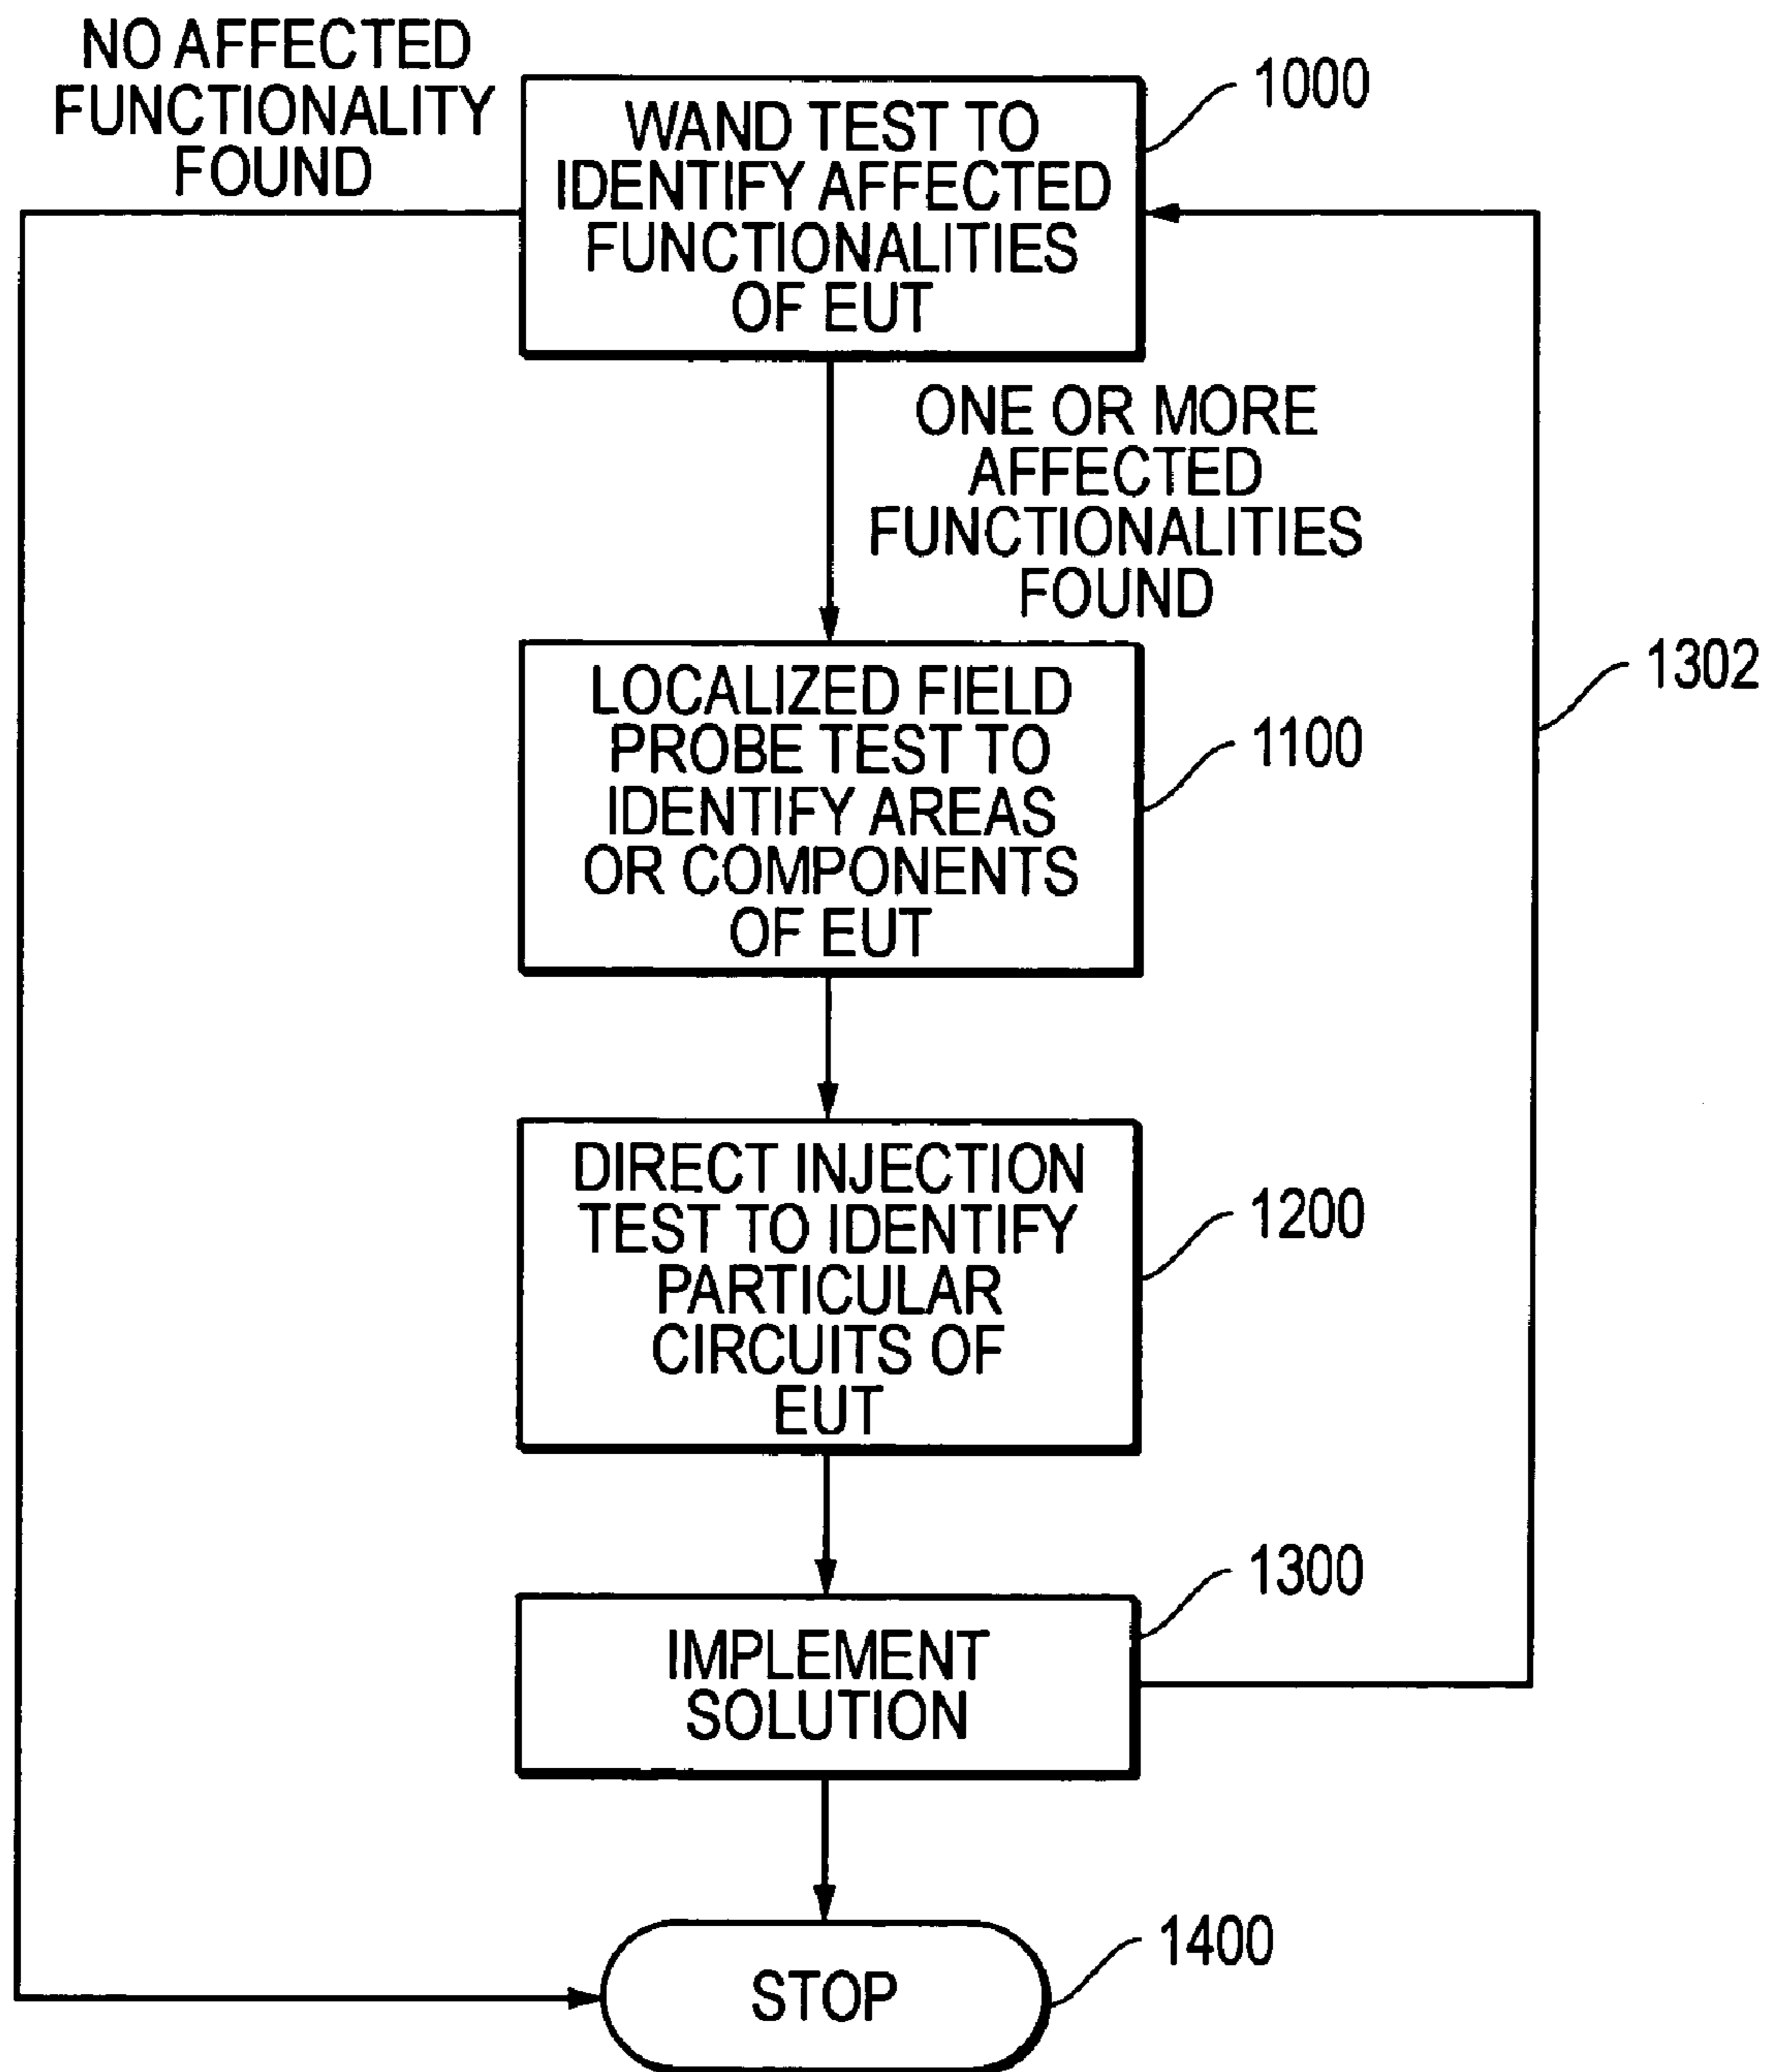 NO AFFECTED
FUNCTIONALITY
FOUND
1000
WAND TEST TO
IDENTIFY AFFECTED
FUNCTIONALITIES
OF EUT
ONE OR MORE
AFFECTED
FUNCTIONALITIES
FOUND
1302
LOCALIZED FIELD
PROBE TEST TO
IDENTIFY AREAS
OR COMPONENTS
OF EUT
1100
DIRECT INJECTION
TEST TO IDENTIFY
PARTICULAR
CIRCUITS OF
EUT
1200
1300
IMPLEMENT
SOLUTION
1400
STOP